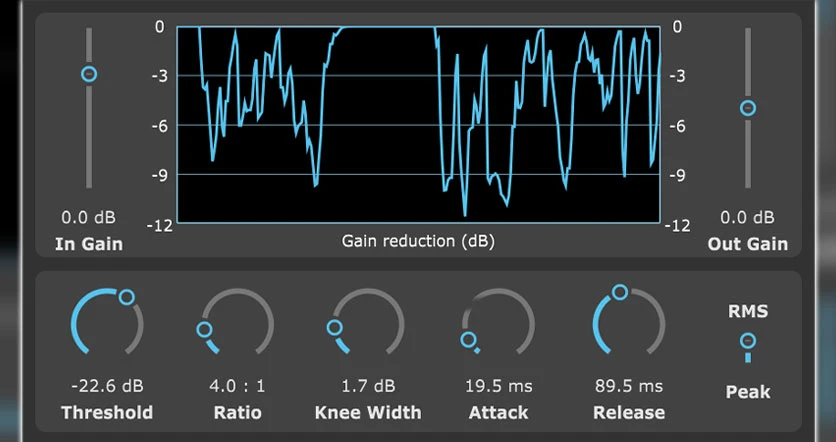 0
0
-3
-3
-6
-6
-9
-9
-12
-12
0.0 dB
In Gain
Gain reduction (dB)
0.0 dB
Out Gain
-22.6 dB
Threshold
4.0 : 1
Ratio
1.7 dB
Knee Width
19.5 ms
Attack
89.5 ms
Release
RMS
Peak